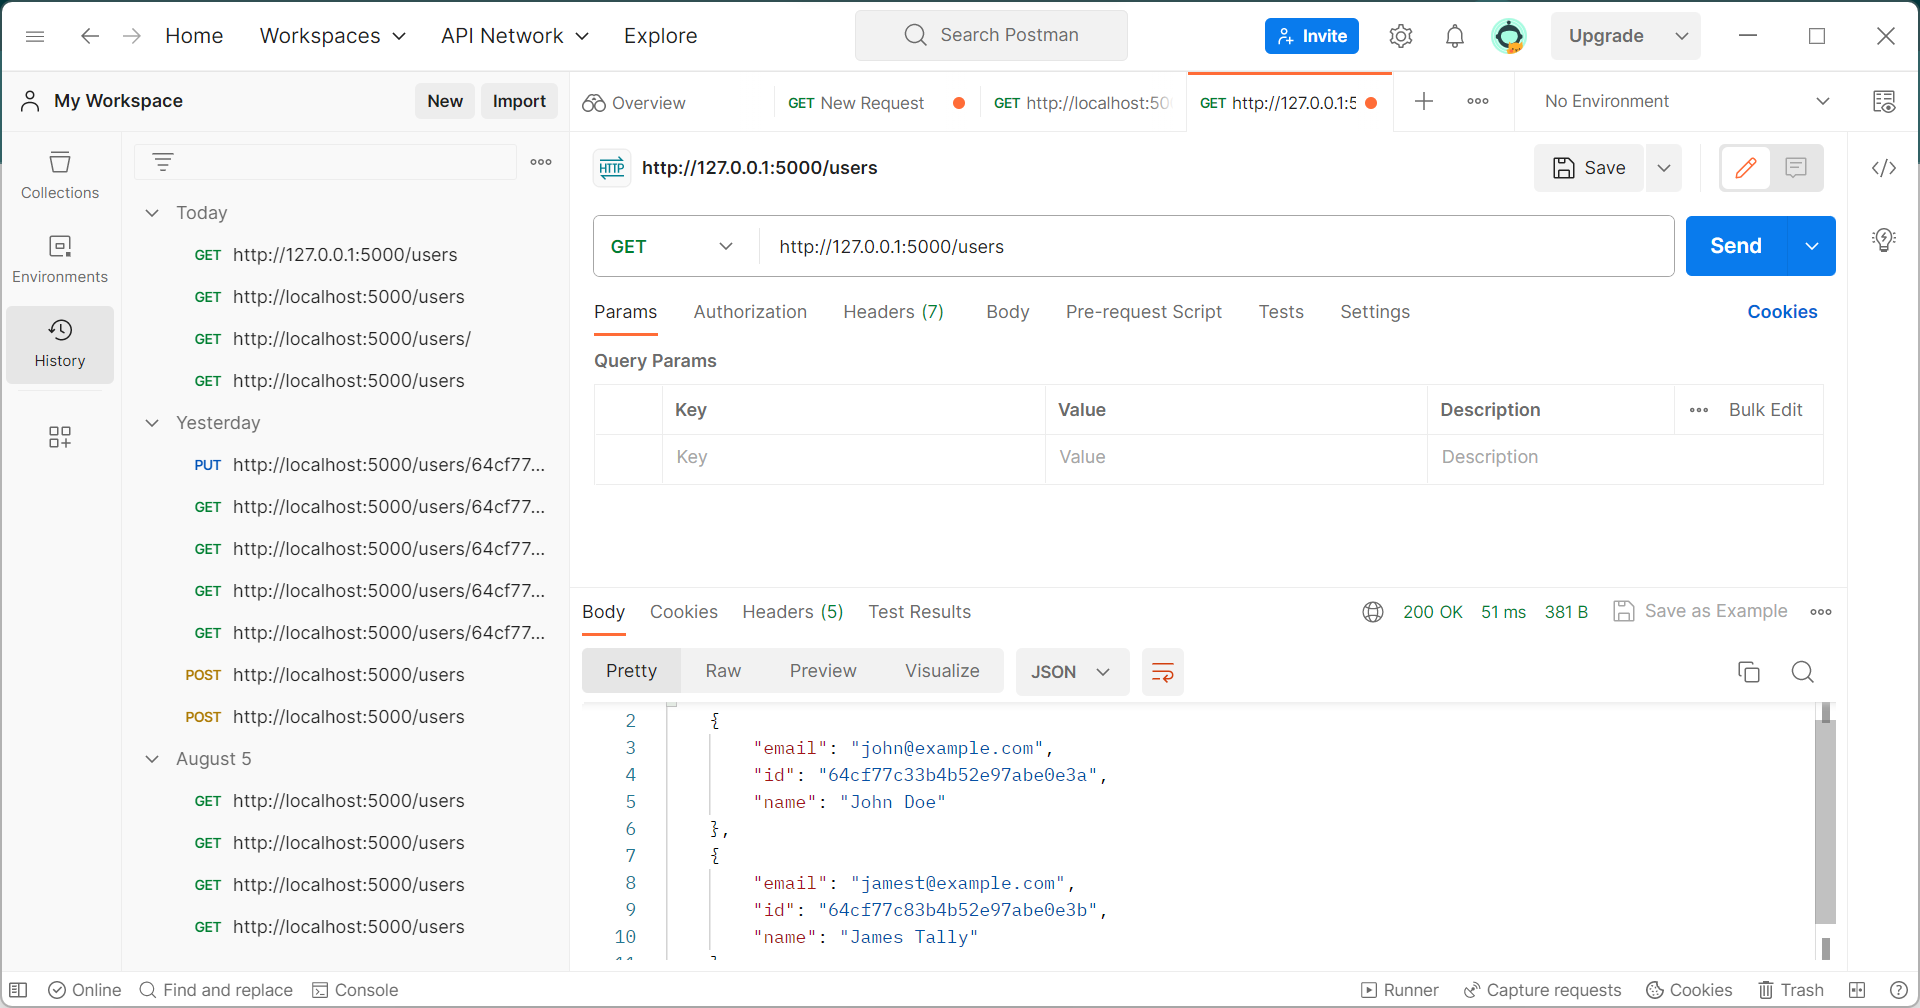 Home Workspaces API Network Explore Search Postman Invite Upgrade
My Workspace New Import
Overview GET New Request GET http://localhost:50 GET http://127.0.0.1:5 No Environment
Collections
Environments
History
Today
GET http://127.0.0.1:5000/users
GET http://localhost:5000/users
GET http://localhost:5000/users/
GET http://localhost:5000/users
Yesterday
PUT http://localhost:5000/users/64cf77...
GET http://localhost:5000/users/64cf77...
GET http://localhost:5000/users/64cf77...
GET http://localhost:5000/users/64cf77...
GET http://localhost:5000/users/64cf77...
POST http://localhost:5000/users
POST http://localhost:5000/users
August 5
GET http://localhost:5000/users
GET http://localhost:5000/users
GET http://localhost:5000/users
GET http://localhost:5000/users
HTTP http://127.0.0.1:5000/users Save
GET http://127.0.0.1:5000/users Send
Params Authorization Headers (7) Body Pre-request Script Tests Settings Cookies
Query Params
Key Value Description Bulk Edit
Key Value Description
Body Cookies Headers (5) Test Results 200 OK 51 ms 381 B Save as Example
Pretty Raw Preview Visualize JSON
2 {
3 "email": "john@example.com",
4 "id": "64cf77c33b4b52e97abe0e3a",
5 "name": "John Doe"
6 },
7 {
8 "email": "jamest@example.com",
9 "id": "64cf77c83b4b52e97abe0e3b",
10 "name": "James Tally"
Online Find and replace Console Runner Capture requests Cookies Trash